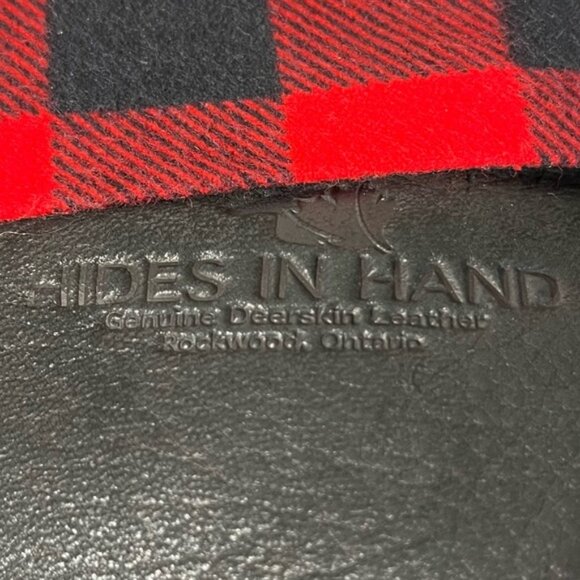 HIDES IN HAND
Genuine Deerskin Leather
Rockwood, Ontario